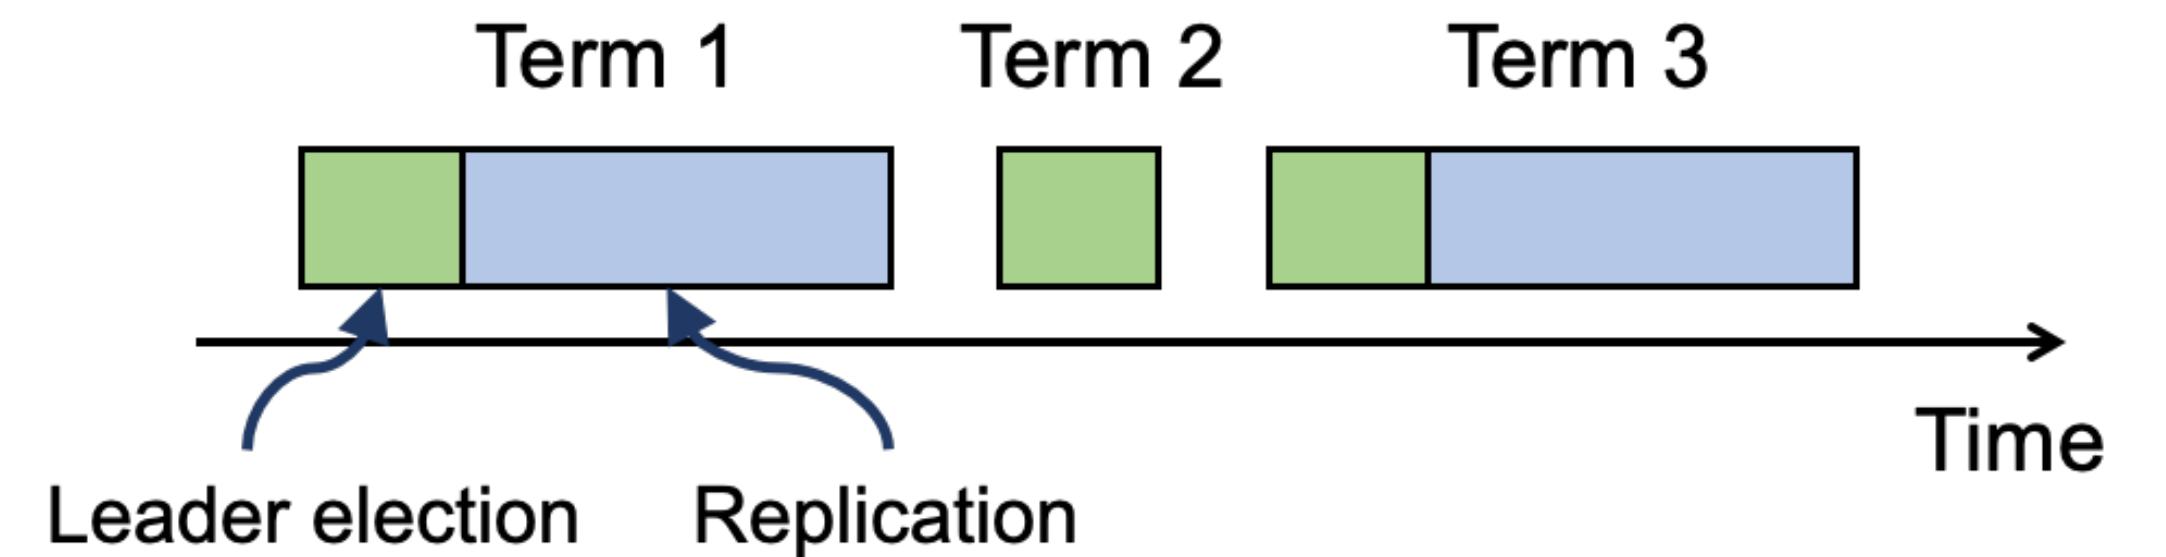 Term 1
Term 2
Term 3
Time
Leader election
Replication